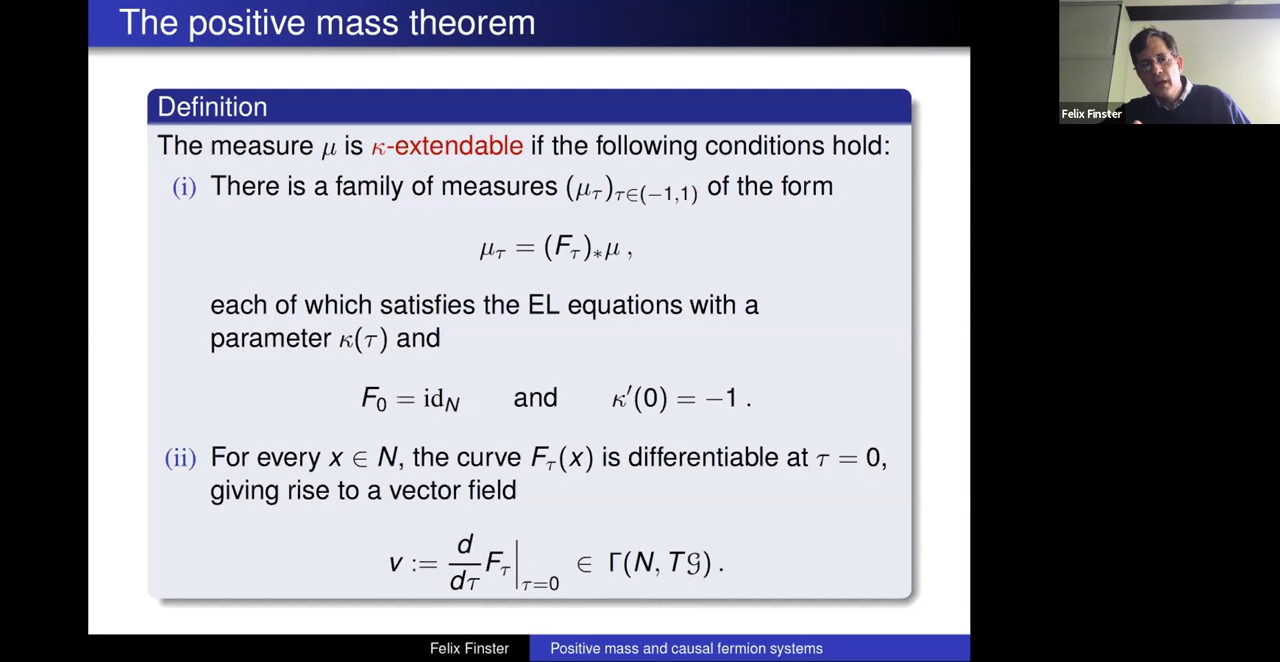 The positive mass theorem
Definition
The measure μ is κ-extendable if the following conditions hold:
(i) There is a family of measures (μ_τ)_{τ∈(−1,1)} of the form
μ_τ = (F_τ)_*μ ,
each of which satisfies the EL equations with a
parameter κ(τ) and
F_0 = id_N and κ′(0) = −1 .
(ii) For every x ∈ N, the curve F_τ(x) is differentiable at τ = 0,
giving rise to a vector field
v := d/dτ F_τ|_{τ=0} ∈ Γ(N, T𝒢) .
Felix Finster Positive mass and causal fermion systems
Felix Finster